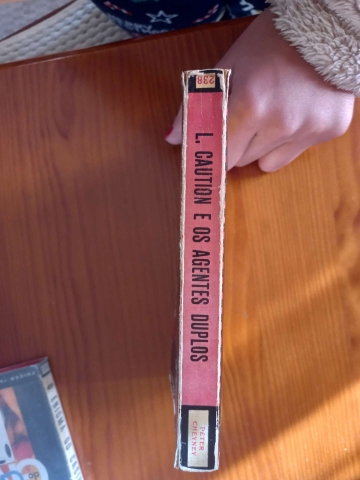 238
L. CAUTION E OS AGENTES DUPLOS
PETER
CHEYNEY